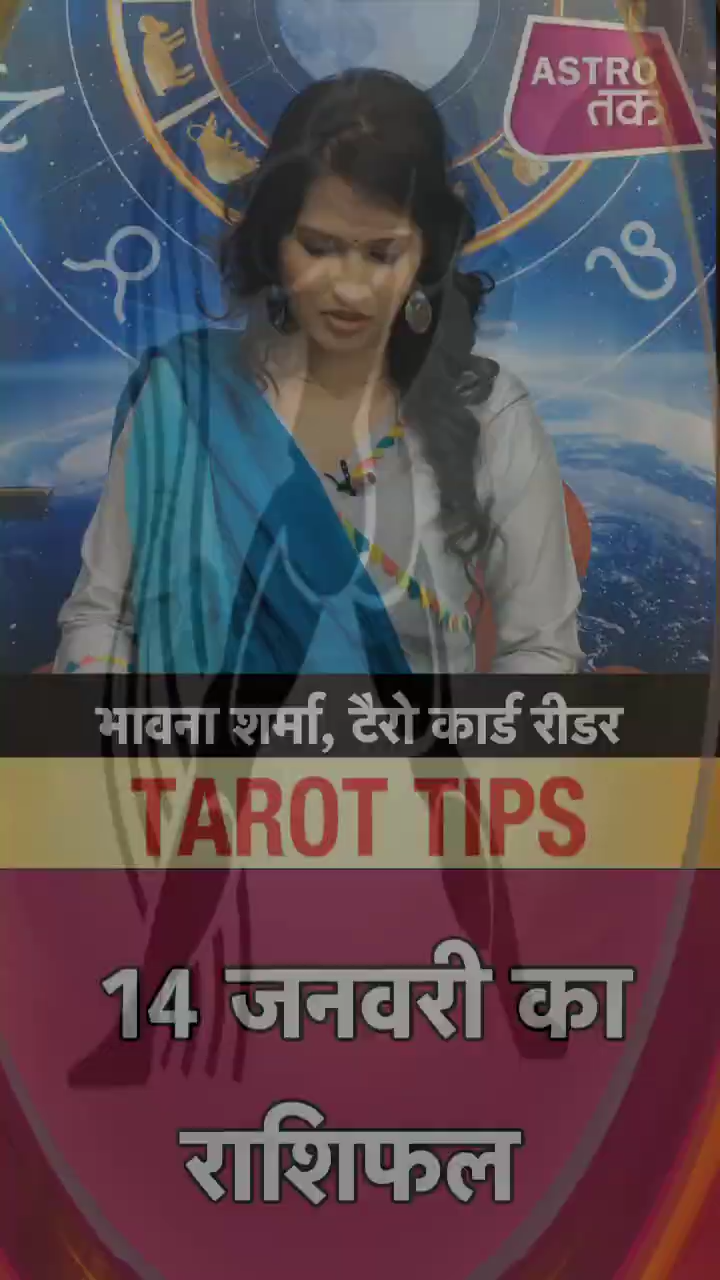 ASTRO
तक
भावना शर्मा, टैरो कार्ड रीडर
TAROT TIPS
14 जनवरी का
राशिफल